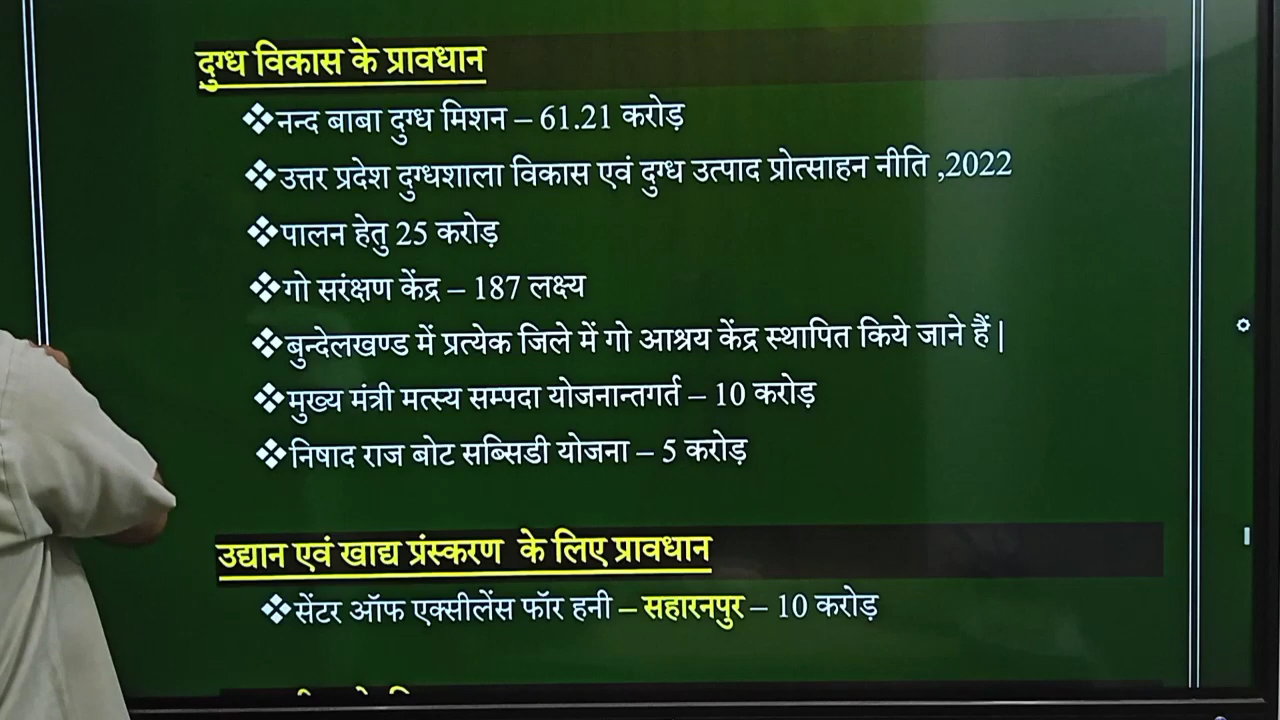 दुग्ध विकास के प्रावधान
❖नन्द बाबा दुग्ध मिशन – 61.21 करोड़
❖उत्तर प्रदेश दुग्धशाला विकास एवं दुग्ध उत्पाद प्रोत्साहन नीति ,2022
❖पालन हेतु 25 करोड़
❖गो सरंक्षण केंद्र – 187 लक्ष्य
❖बुन्देलखण्ड में प्रत्येक जिले में गो आश्रय केंद्र स्थापित किये जाने हैं |
❖मुख्य मंत्री मत्स्य सम्पदा योजनान्तगर्त – 10 करोड़
❖निषाद राज बोट सब्सिडी योजना – 5 करोड़
उद्यान एवं खाद्य प्रंस्करण के लिए प्रावधान
❖सेंटर ऑफ एक्सीलेंस फॉर हनी – सहारनपुर – 10 करोड़